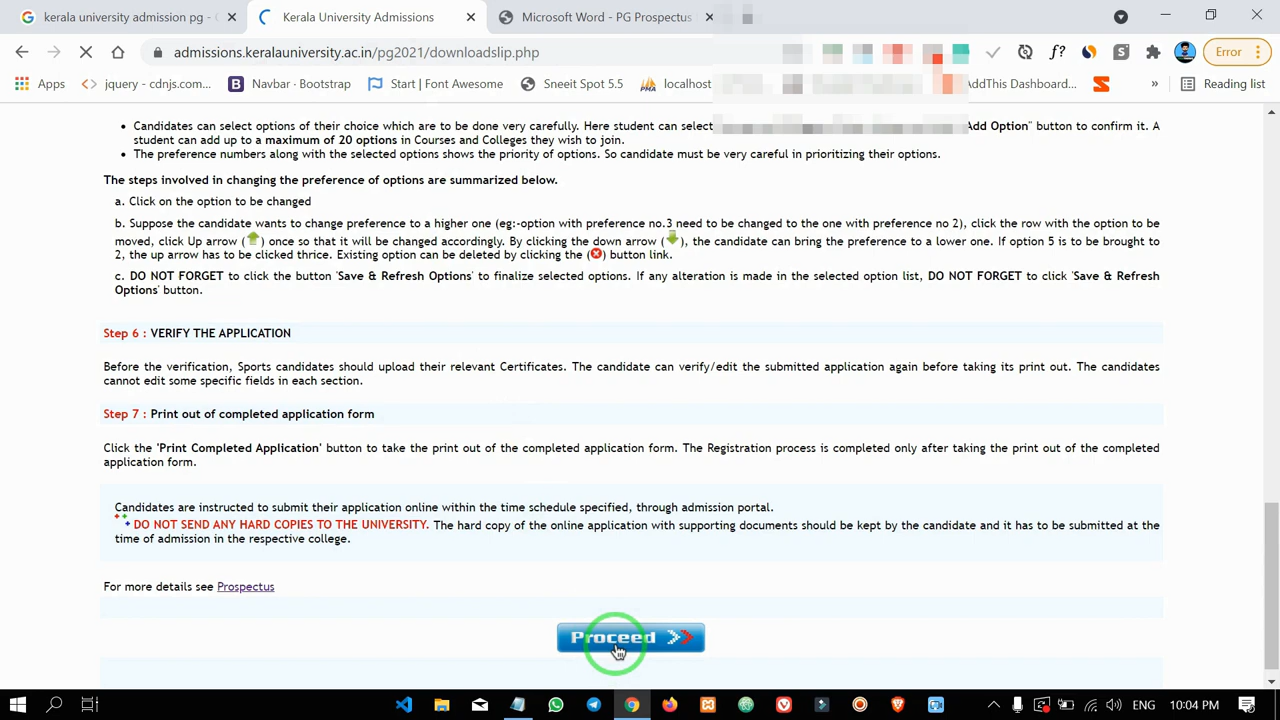 kerala university admission pg - G
Kerala University Admissions
Microsoft Word - PG Prospectus
admissions.keralauniversity.ac.in/pg2021/downloadslip.php
f?
Error
Apps
jquery - cdnjs.com...
Navbar · Bootstrap
Start | Font Awesome
Sneeit Spot 5.5
localhost
AddThis Dashboard...
»
Reading list
• Candidates can select options of their choice which are to be done very carefully. Here student can select
Add Option" button to confirm it. A
student can add up to a maximum of 20 options in Courses and Colleges they wish to join.
• The preference numbers along with the selected options shows the priority of options. So candidate must be very careful in prioritizing their options.
The steps involved in changing the preference of options are summarized below.
a. Click on the option to be changed
b. Suppose the candidate wants to change preference to a higher one (eg:-option with preference no.3 need to be changed to the one with preference no 2), click the row with the option to be
moved, click Up arrow ( ) once so that it will be changed accordingly. By clicking the down arrow ( ), the candidate can bring the preference to a lower one. If option 5 is to be brought to
2, the up arrow has to be clicked thrice. Existing option can be deleted by clicking the ( ) button link.
c. DO NOT FORGET to click the button 'Save & Refresh Options' to finalize selected options. If any alteration is made in the selected option list, DO NOT FORGET to click 'Save & Refresh
Options' button.
Step 6 : VERIFY THE APPLICATION
Before the verification, Sports candidates should upload their relevant Certificates. The candidate can verify/edit the submitted application again before taking its print out. The candidates
cannot edit some specific fields in each section.
Step 7 : Print out of completed application form
Click the 'Print Completed Application' button to take the print out of the completed application form. The Registration process is completed only after taking the print out of the completed
application form.
Candidates are instructed to submit their application online within the time schedule specified, through admission portal.
DO NOT SEND ANY HARD COPIES TO THE UNIVERSITY. The hard copy of the online application with supporting documents should be kept by the candidate and it has to be submitted at the
time of admission in the respective college.
For more details see Prospectus
Proceed >>
ENG
10:04 PM